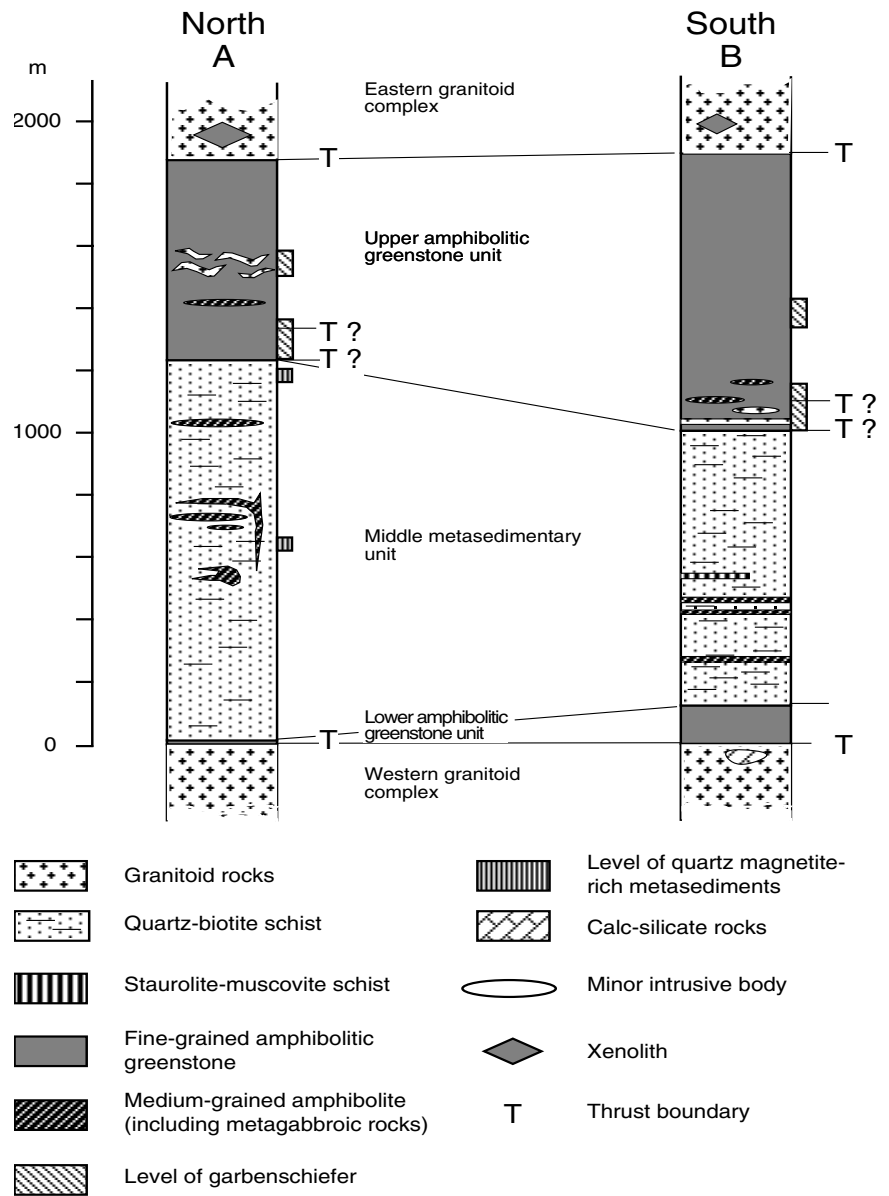 North
A
South
B
m
Eastern granitoid
complex
2000
T
T
Upper amphibolitic
greenstone unit
T ?
T ?
T ?
T ?
1000
Middle metasedimentary
unit
Lower amphibolitic
greenstone unit
0
T
T
Western granitoid
complex
Granitoid rocks
Quartz-biotite schist
Staurolite-muscovite schist
Fine-grained amphibolitic
greenstone
Medium-grained amphibolite
(including metagabbroic rocks)
Level of garbenschiefer
Level of quartz magnetite-
rich metasediments
Calc-silicate rocks
Minor intrusive body
Xenolith
T
Thrust boundary